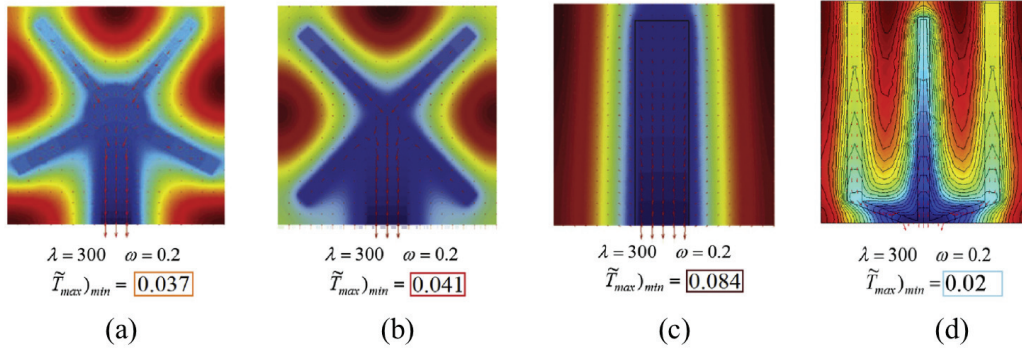 λ = 300 ω = 0.2
T̃max)min = 0.037
(a)
λ = 300 ω = 0.2
T̃max)min = 0.041
(b)
λ = 300 ω = 0.2
T̃max)min = 0.084
(c)
λ = 300 ω = 0.2
T̃max)min = 0.02
(d)